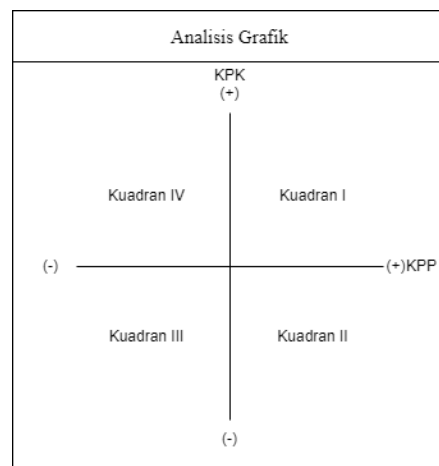 Analisis Grafik
KPK
(+)
Kuadran IV
Kuadran I
(-)
(+)KPP
Kuadran III
Kuadran II
(-)